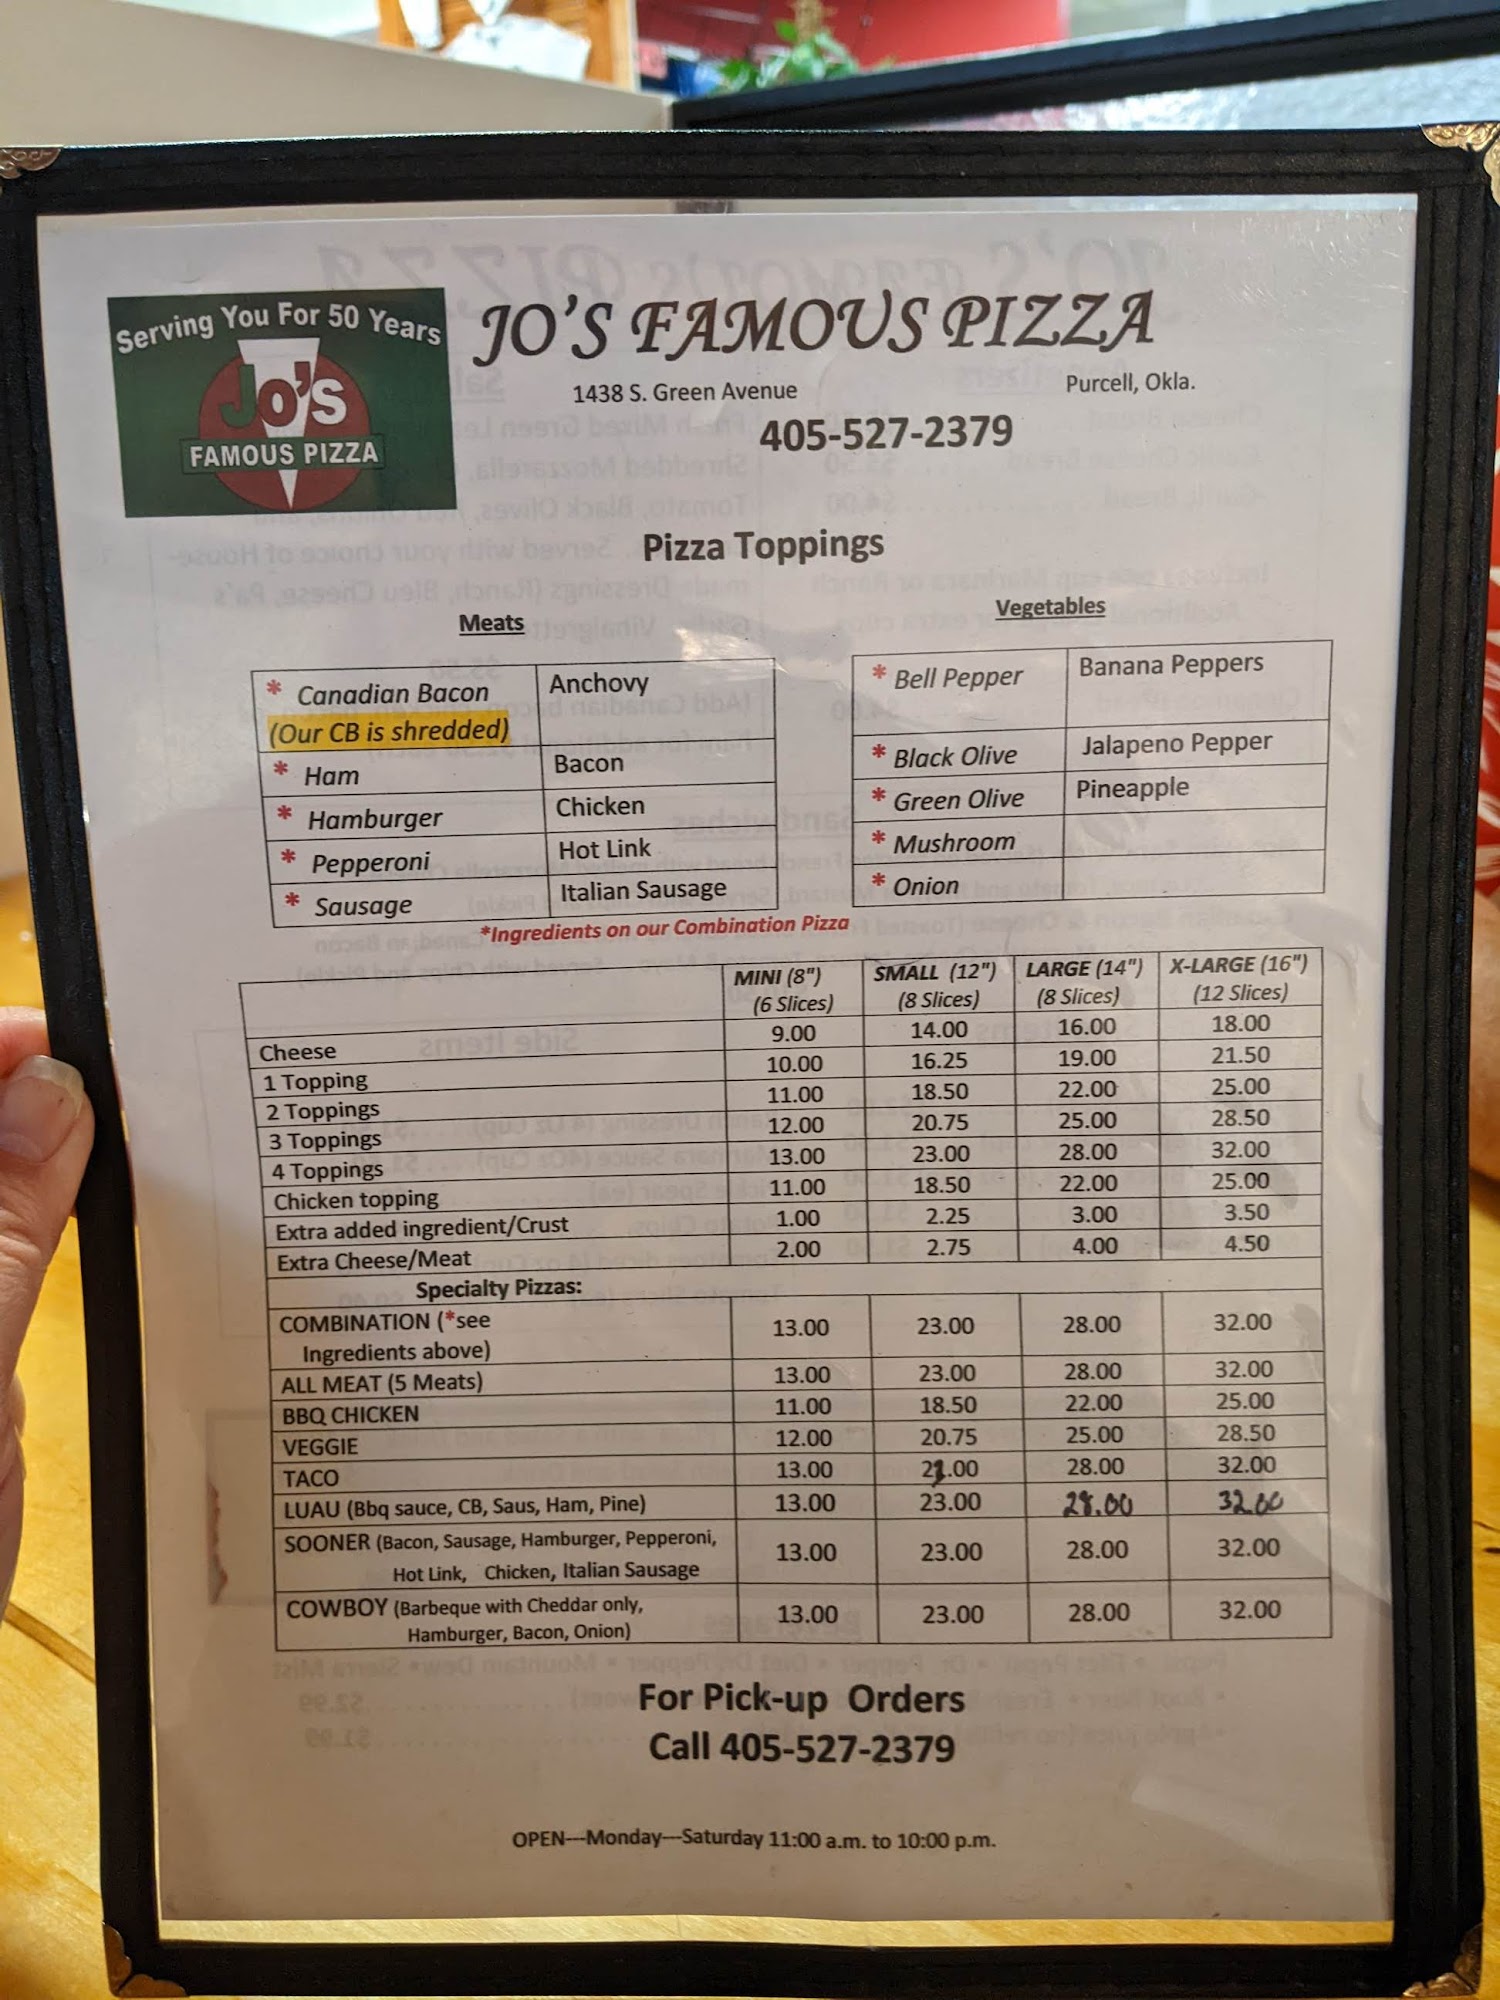 Serving You For 50 Years
Jo's
FAMOUS PIZZA
JO'S FAMOUS PIZZA
1438 S. Green Avenue Purcell, Okla.
405-527-2379
Pizza Toppings
Meats Vegetables
* Canadian Bacon Anchovy * Bell Pepper Banana Peppers
(Our CB is shredded)
* Ham Bacon * Black Olive Jalapeno Pepper
* Hamburger Chicken * Green Olive Pineapple
* Pepperoni Hot Link * Mushroom
* Sausage Italian Sausage * Onion
*Ingredients on our Combination Pizza
MINI (8") SMALL (12") LARGE (14") X-LARGE (16")
(6 Slices) (8 Slices) (8 Slices) (12 Slices)
Cheese 9.00 14.00 16.00 18.00
1 Topping 10.00 16.25 19.00 21.50
2 Toppings 11.00 18.50 22.00 25.00
3 Toppings 12.00 20.75 25.00 28.50
4 Toppings 13.00 23.00 28.00 32.00
Chicken topping 11.00 18.50 22.00 25.00
Extra added ingredient/Crust 1.00 2.25 3.00 3.50
Extra Cheese/Meat 2.00 2.75 4.00 4.50
Specialty Pizzas:
COMBINATION (*see 13.00 23.00 28.00 32.00
Ingredients above)
ALL MEAT (5 Meats) 13.00 23.00 28.00 32.00
BBQ CHICKEN 11.00 18.50 22.00 25.00
VEGGIE 12.00 20.75 25.00 28.50
TACO 13.00 28.00 32.00
LUAU (Bbq sauce, CB, Saus, Ham, Pine) 13.00 23.00 28.00 32.00
SOONER (Bacon, Sausage, Hamburger, Pepperoni, 13.00 23.00 28.00 32.00
Hot Link, Chicken, Italian Sausage
COWBOY (Barbeque with Cheddar only, 13.00 23.00 28.00 32.00
Hamburger, Bacon, Onion)
For Pick-up Orders
Call 405-527-2379
OPEN---Monday---Saturday 11:00 a.m. to 10:00 p.m.